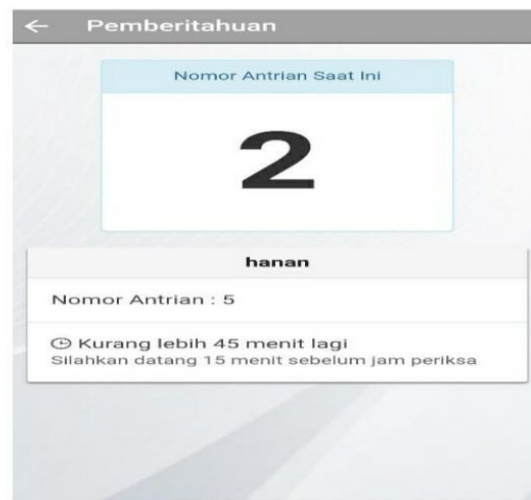 Pemberitahuan
Nomor Antrian Saat Ini
2
hanan
Nomor Antrian : 5
Kurang lebih 45 menit lagi
Silahkan datang 15 menit sebelum jam periksa